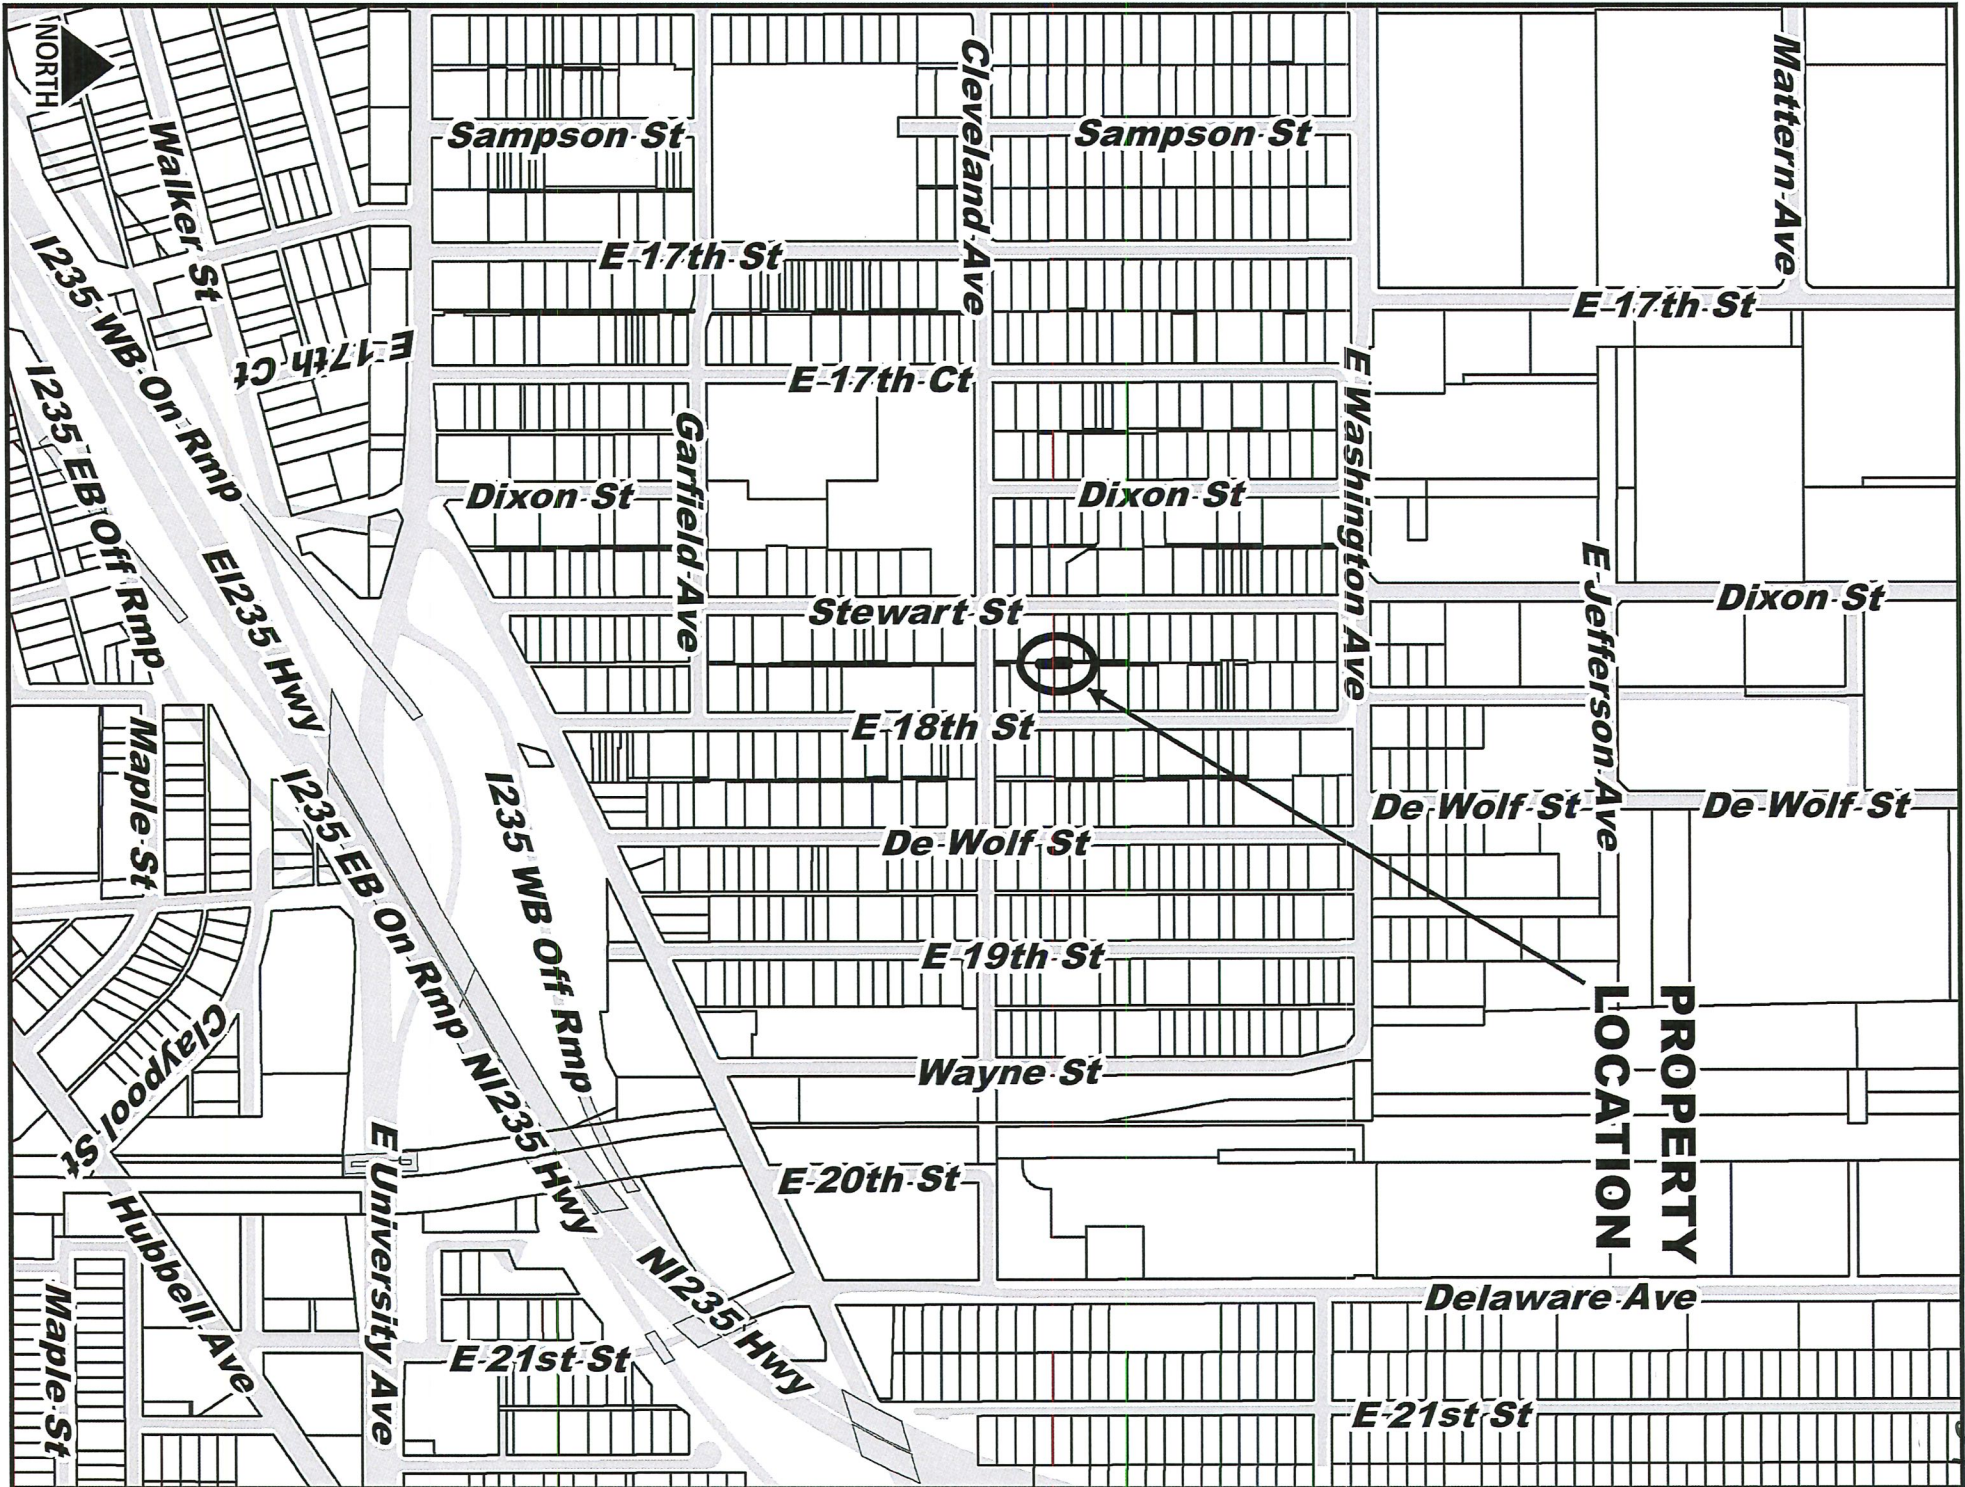 NORTH
Walker St
Sampson St
Cleveland Ave
Sampson St
Mattern Ave
E 17th St
E 17th St
I235 WB On Rmp
E 17th Ct
E 17th Ct
E Washington Ave
I235 EB Off Rmp
Garfield Ave
Dixon St
Dixon St
EI235 Hwy
E Jefferson Ave
Stewart St
Dixon St
E 18th St
Maple St
I235 EB On Rmp
I235 WB Off Rmp
De Wolf St
De Wolf St
De Wolf St
E 19th St
PROPERTY
LOCATION
Claypool St
Wayne St
NI235 Hwy
E University Ave
E 20th St
Hubbell Ave
NI235 Hwy
Delaware Ave
Maple St
E 21st St
E 21st St